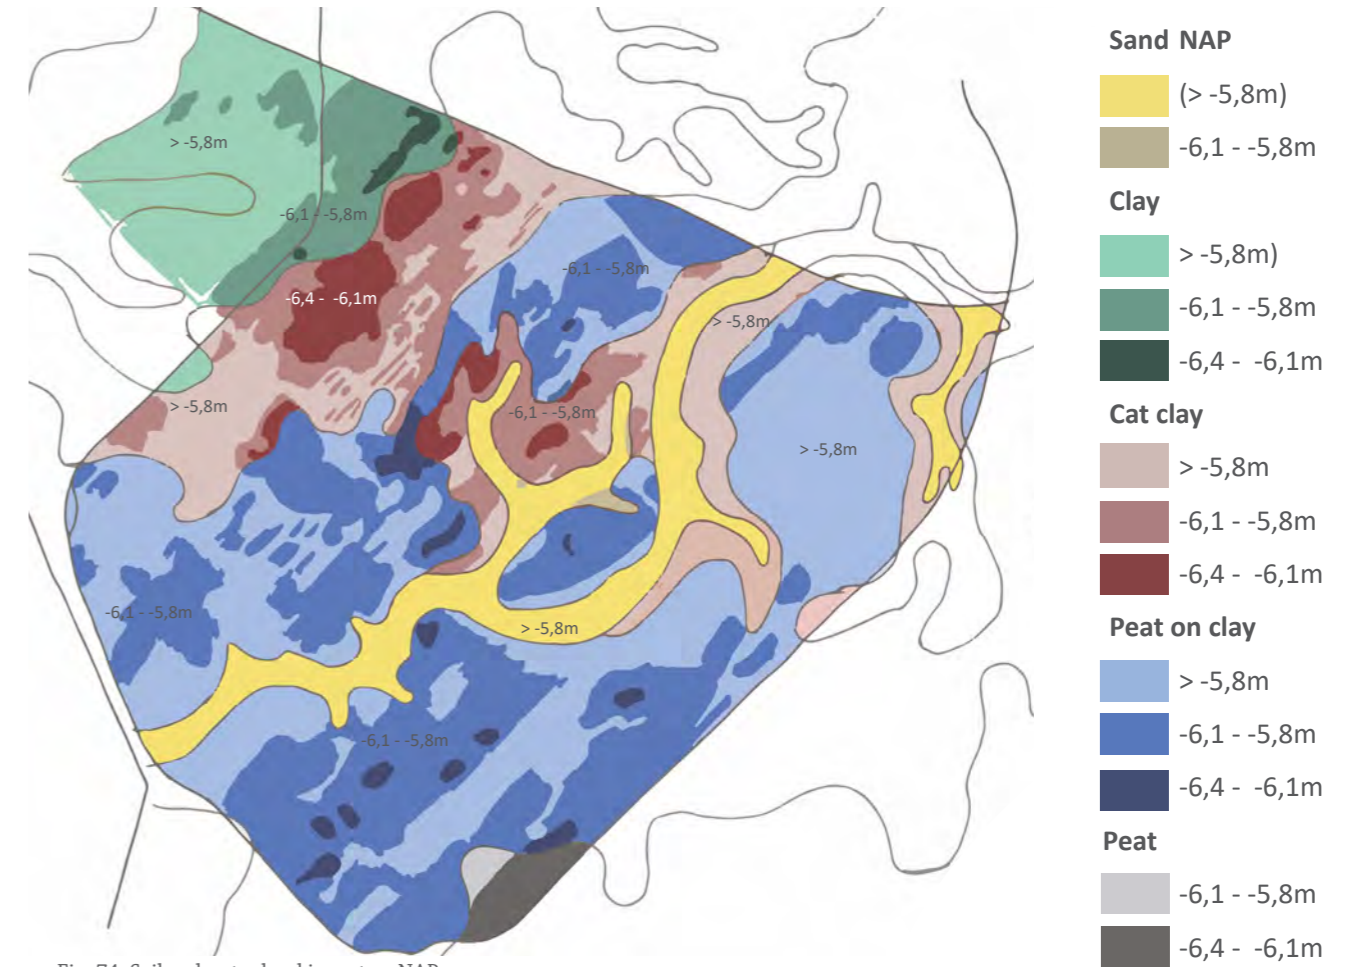 Sand NAP
(> -5,8m)
-6,1 - -5,8m
Clay
> -5,8m)
-6,1 - -5,8m
-6,4 - -6,1m
Cat clay
> -5,8m
-6,1 - -5,8m
-6,4 - -6,1m
Peat on clay
> -5,8m
-6,1 - -5,8m
-6,4 - -6,1m
Peat
-6,1 - -5,8m
-6,4 - -6,1m
> -5,8m
-6,1 - -5,8m
-6,1 - -5,8m
-6,4 - -6,1m
> -5,8m
> -5,8m
-6,1 - -5,8m
> -5,8m
-6,1 - -5,8m
> -5,8m
-6,1 - -5,8m